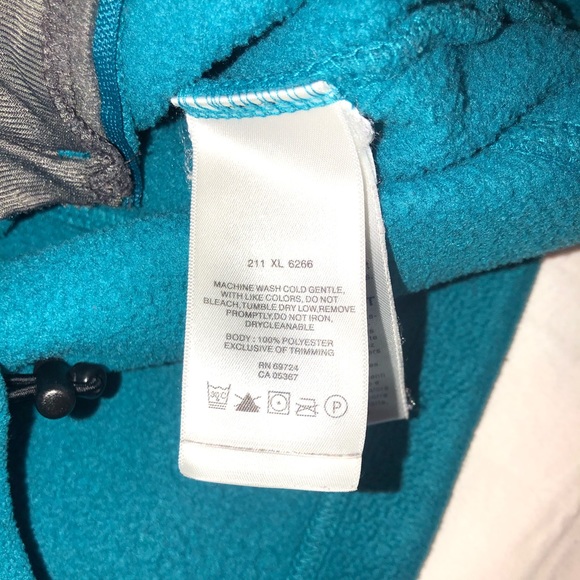 211 XL 6266
MACHINE WASH COLD GENTLE,
WITH LIKE COLORS, DO NOT
BLEACH,TUMBLE DRY LOW,REMOVE
PROMPTLY,DO NOT IRON,
DRYCLEANABLE
BODY : 100% POLYESTER
EXCLUSIVE OF TRIMMING
RN 69724
CA 05367
30 C
P